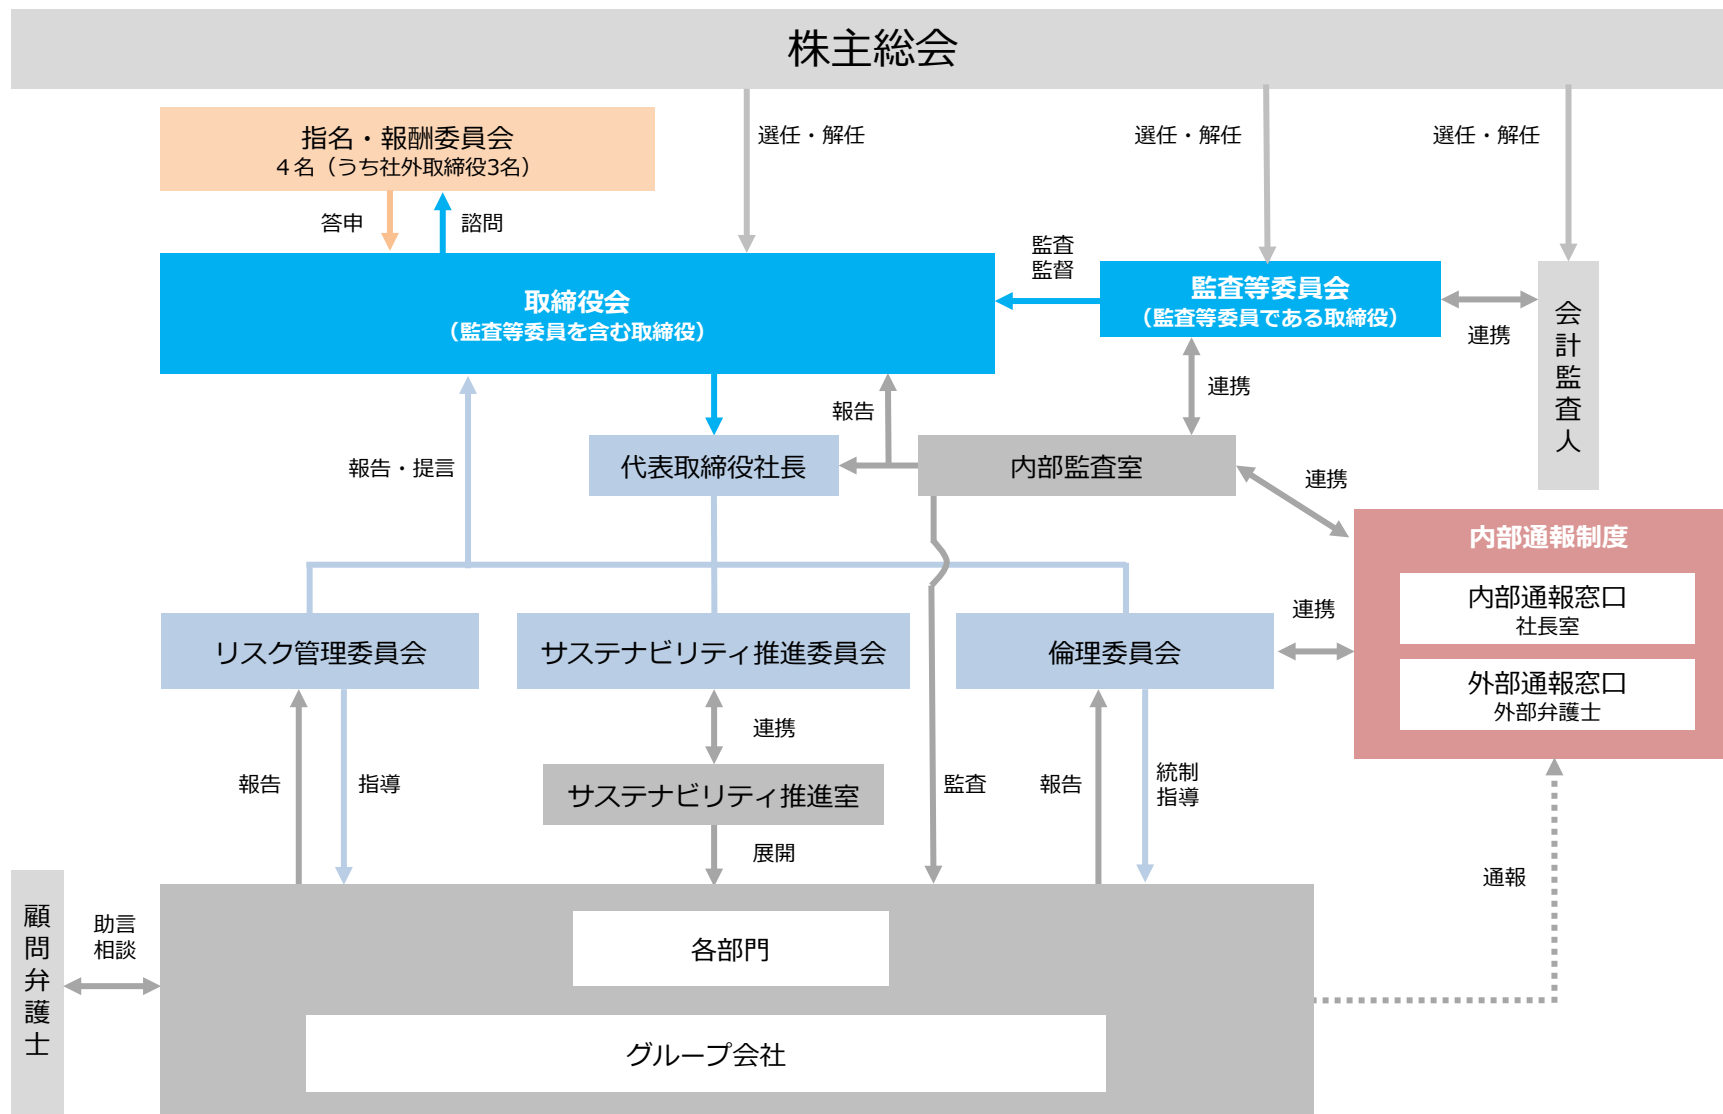 株主総会
指名・報酬委員会
４名（うち社外取締役3名）
選任・解任
選任・解任
選任・解任
答申
諮問
監査
監督
取締役会
（監査等委員を含む取締役）
監査等委員会
（監査等委員である取締役）
連携
会計監査人
連携
報告
報告・提言
代表取締役社長
内部監査室
連携
内部通報制度
内部通報窓口
社長室
外部通報窓口
外部弁護士
連携
リスク管理委員会
サステナビリティ推進委員会
倫理委員会
連携
報告
指導
サステナビリティ推進室
監査
報告
統制
指導
展開
通報
顧問弁護士
助言
相談
各部門
グループ会社